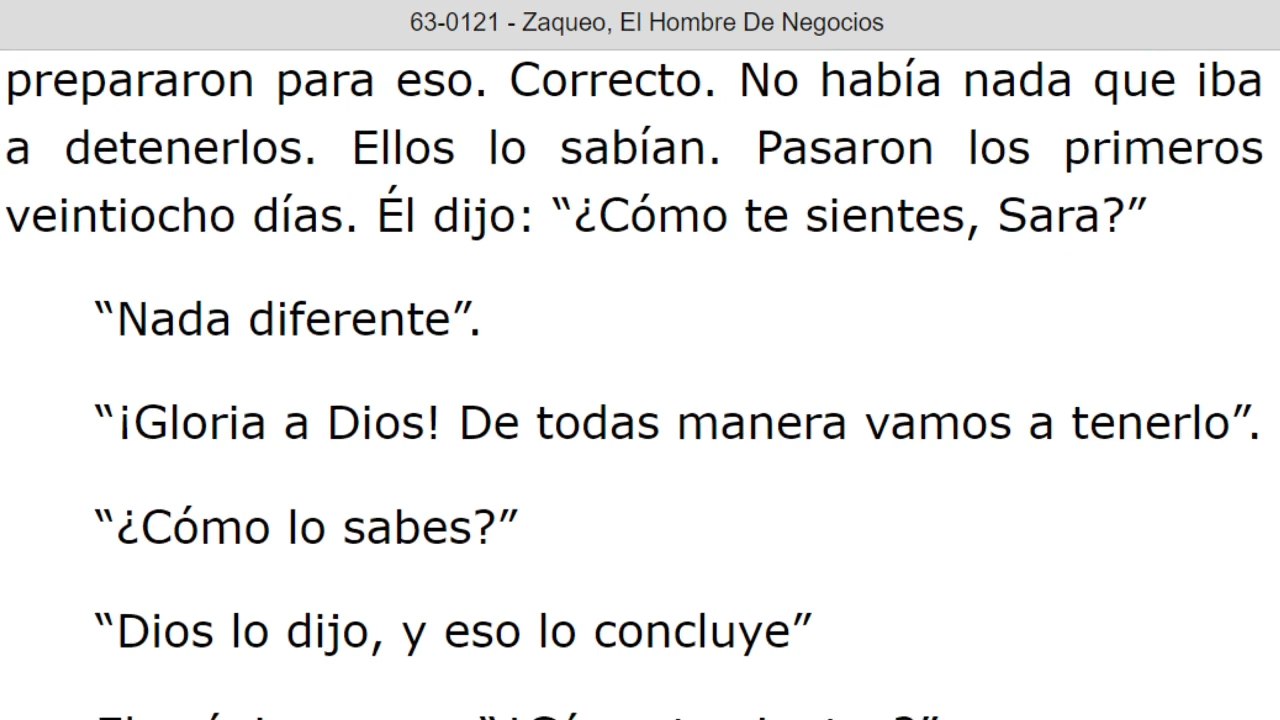 63-0121 - Zaqueo, El Hombre De Negocios
prepararon para eso. Correcto. No había nada que iba
a detenerlos. Ellos lo sabían. Pasaron los primeros
veintiocho días. Él dijo: “¿Cómo te sientes, Sara?”
“Nada diferente”.
“¡Gloria a Dios! De todas manera vamos a tenerlo”.
“¿Cómo lo sabes?”
“Dios lo dijo, y eso lo concluye”